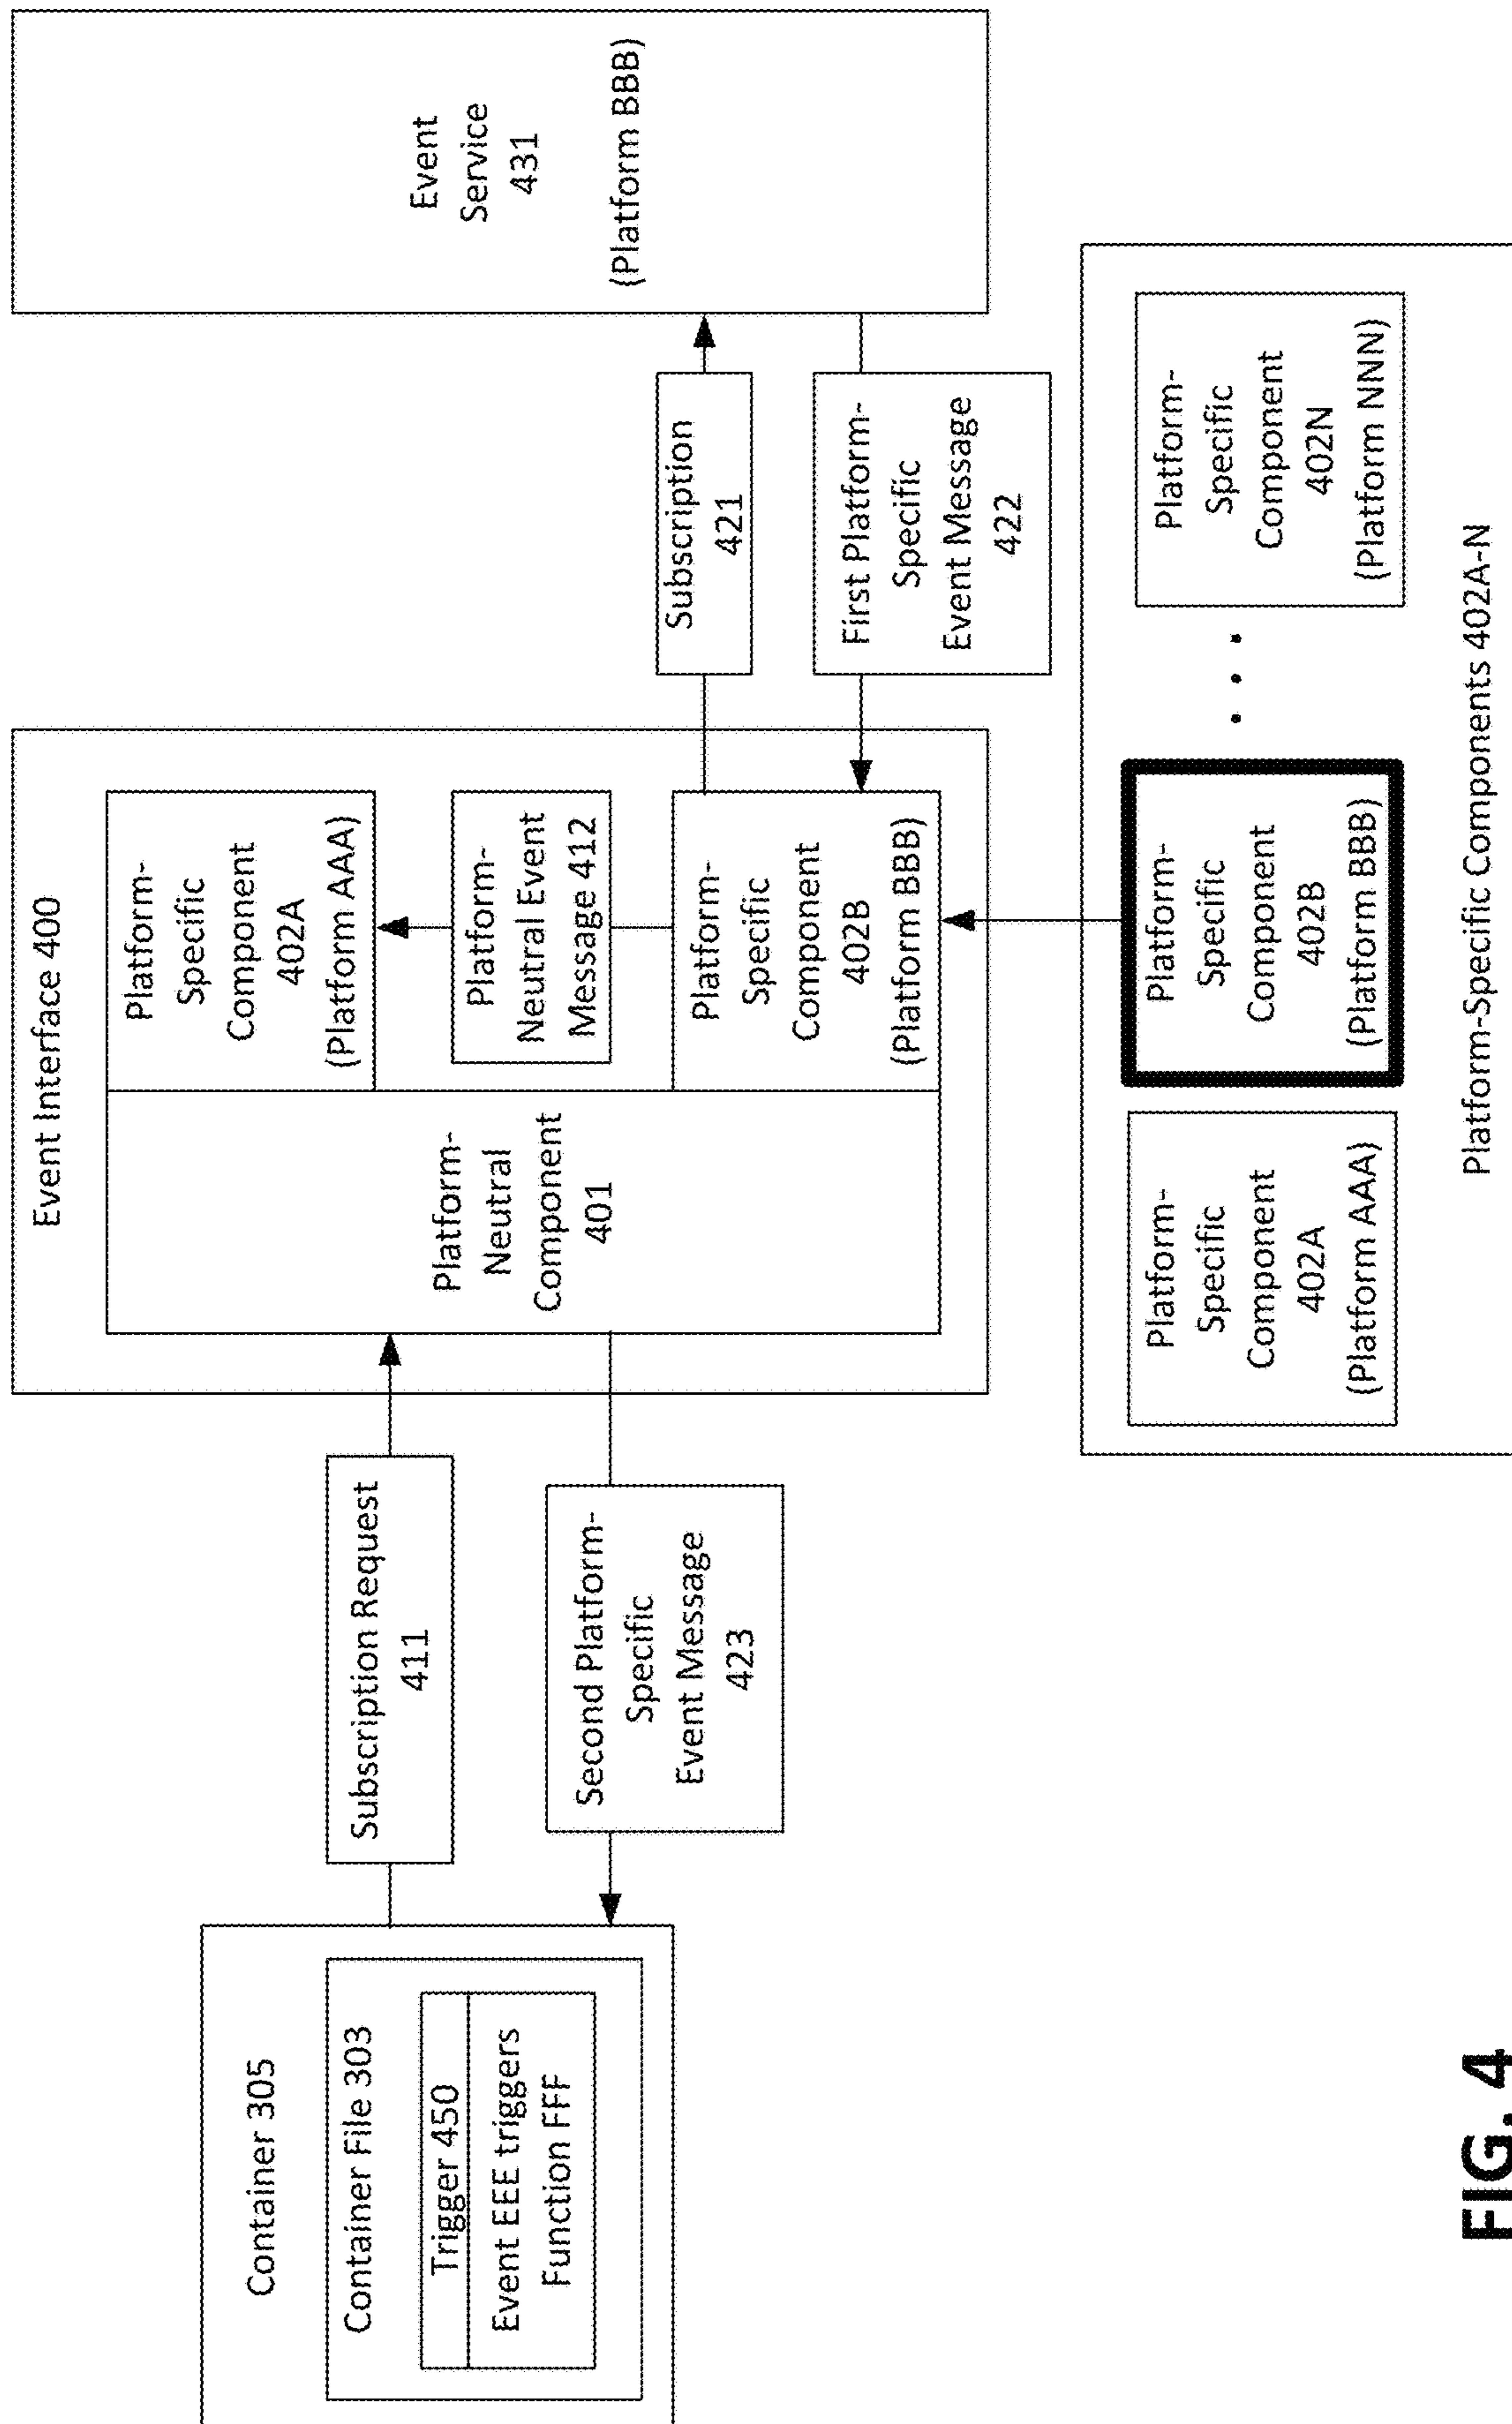 Container 305
Container File 303
Trigger 450
Event EEE triggers
Function FFF
Subscription Request
411
Second Platform-
Specific
Event Message
423
Event Interface 400
Platform-
Neutral
Component
401
Platform-
Specific
Component
402A
(Platform AAA)
Platform-
Neutral Event
Message 412
Platform-
Specific
Component
402B
(Platform BBB)
Subscription
421
First Platform-
Specific
Event Message
422
Event
Service
431
(Platform BBB)
Platform-
Specific
Component
402A
(Platform AAA)
Platform-
Specific
Component
402B
(Platform BBB)
• • •
Platform-
Specific
Component
402N
(Platform NNN)
Platform-Specific Components 402A-N
FIG. 4